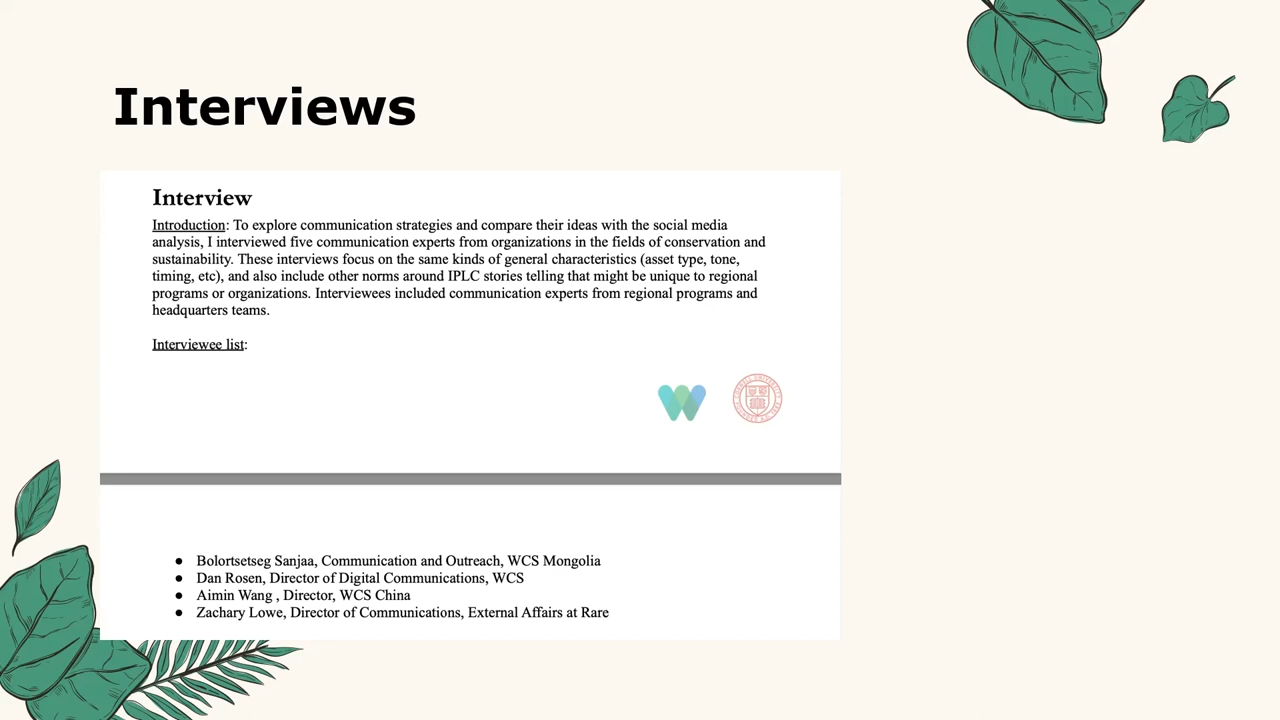 Interviews
Interview
Introduction: To explore communication strategies and compare their ideas with the social media
analysis, I interviewed five communication experts from organizations in the fields of conservation and
sustainability. These interviews focus on the same kinds of general characteristics (asset type, tone,
timing, etc), and also include other norms around IPLC stories telling that might be unique to regional
programs or organizations. Interviewees included communication experts from regional programs and
headquarters teams.
Interviewee list:
● Bolortsetseg Sanjaa, Communication and Outreach, WCS Mongolia
● Dan Rosen, Director of Digital Communications, WCS
● Aimin Wang , Director, WCS China
● Zachary Lowe, Director of Communications, External Affairs at Rare